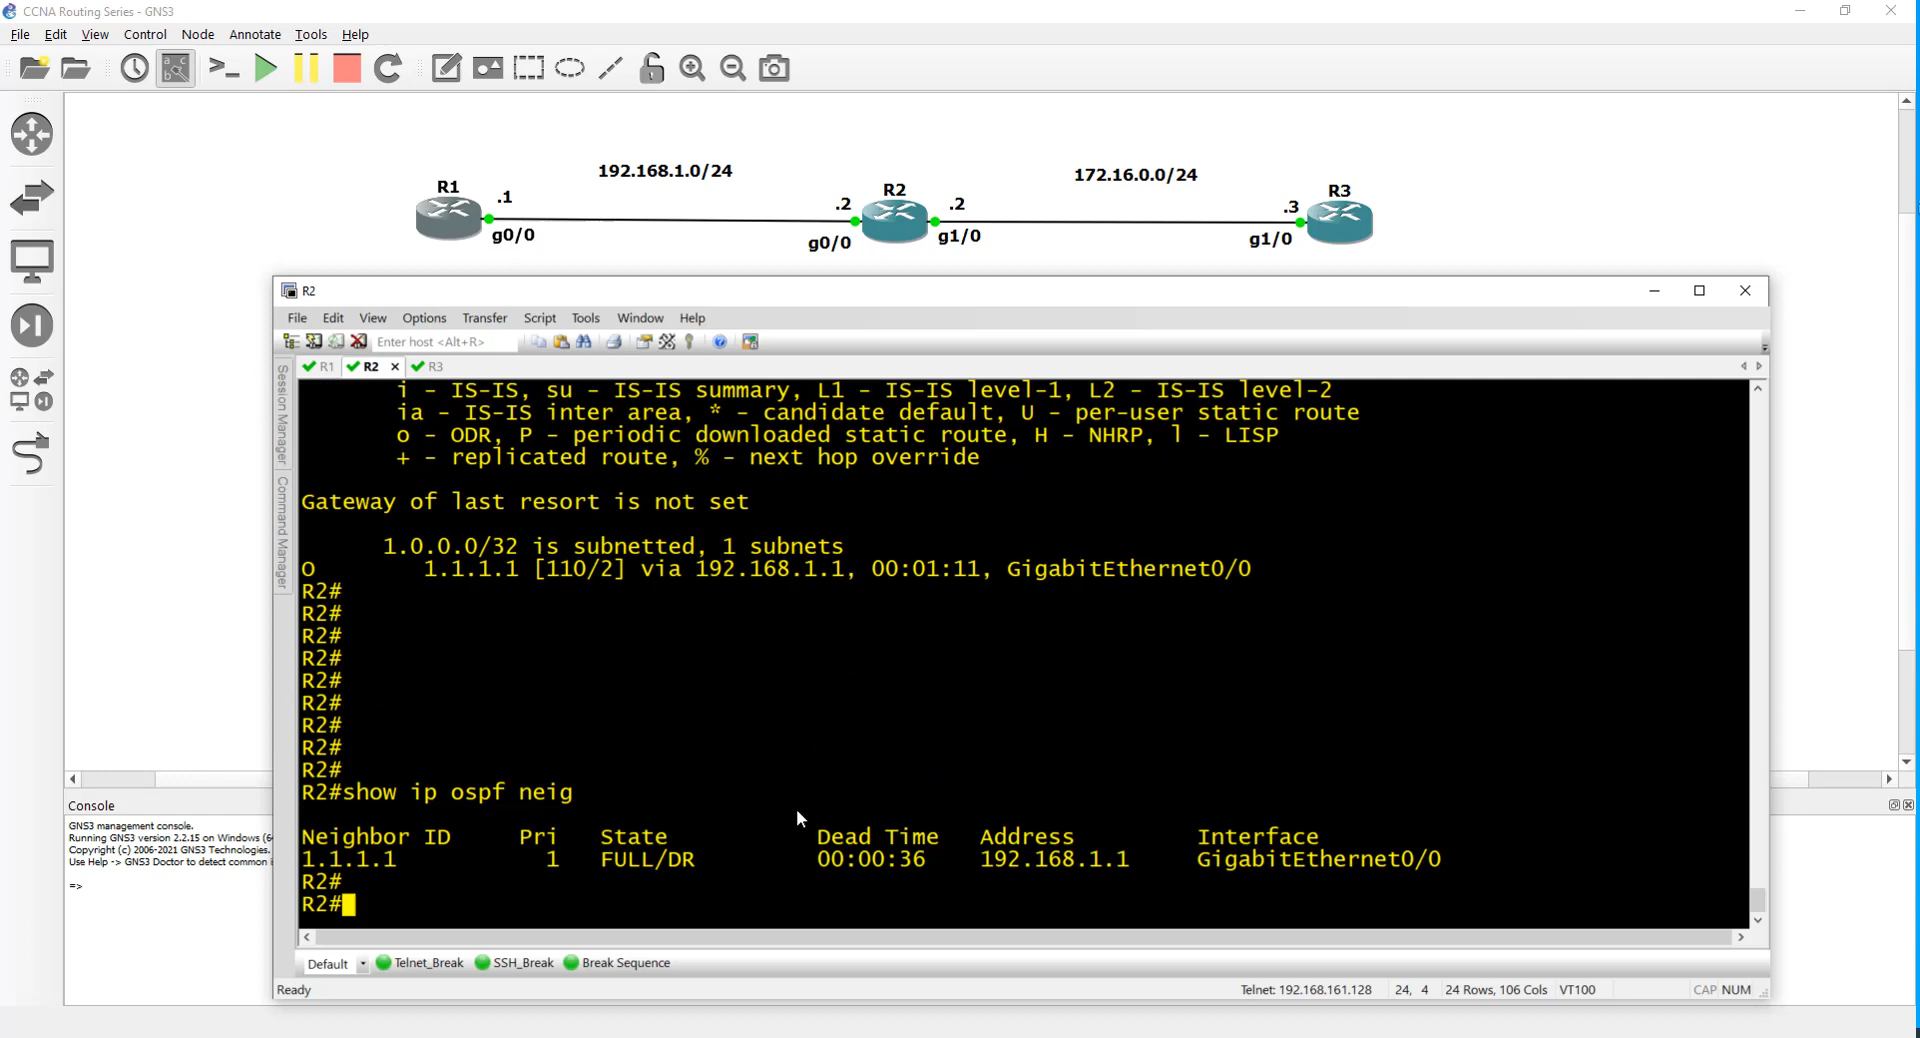 CCNA Routing Series - GNS3
File Edit View Control Node Annotate Tools Help
192.168.1.0/24
172.16.0.0/24
R1
R2
R3
.1
.2
.2
.3
g0/0
g0/0
g1/0
g1/0
R2
File Edit View Options Transfer Script Tools Window Help
Enter host <Alt+R>
R1 R2 R3
Session Manager
Command Manager
i - IS-IS, su - IS-IS summary, L1 - IS-IS level-1, L2 - IS-IS level-2
ia - IS-IS inter area, * - candidate default, U - per-user static route
o - ODR, P - periodic downloaded static route, H - NHRP, l - LISP
+ - replicated route, % - next hop override
Gateway of last resort is not set
1.0.0.0/32 is subnetted, 1 subnets
O 1.1.1.1 [110/2] via 192.168.1.1, 00:01:11, GigabitEthernet0/0
R2#
R2#
R2#
R2#
R2#
R2#
R2#
R2#
R2#
R2#show ip ospf neig
Neighbor ID Pri State Dead Time Address Interface
1.1.1.1 1 FULL/DR 00:00:36 192.168.1.1 GigabitEthernet0/0
R2#
R2#
Default Telnet_Break SSH_Break Break Sequence
Ready Telnet: 192.168.161.128 24, 4 24 Rows, 106 Cols VT100 CAP NUM
Console
GNS3 management console.
Running GNS3 version 2.2.15 on Windows (6
Copyright (c) 2006-2021 GNS3 Technologies.
Use Help -> GNS3 Doctor to detect common i
=>